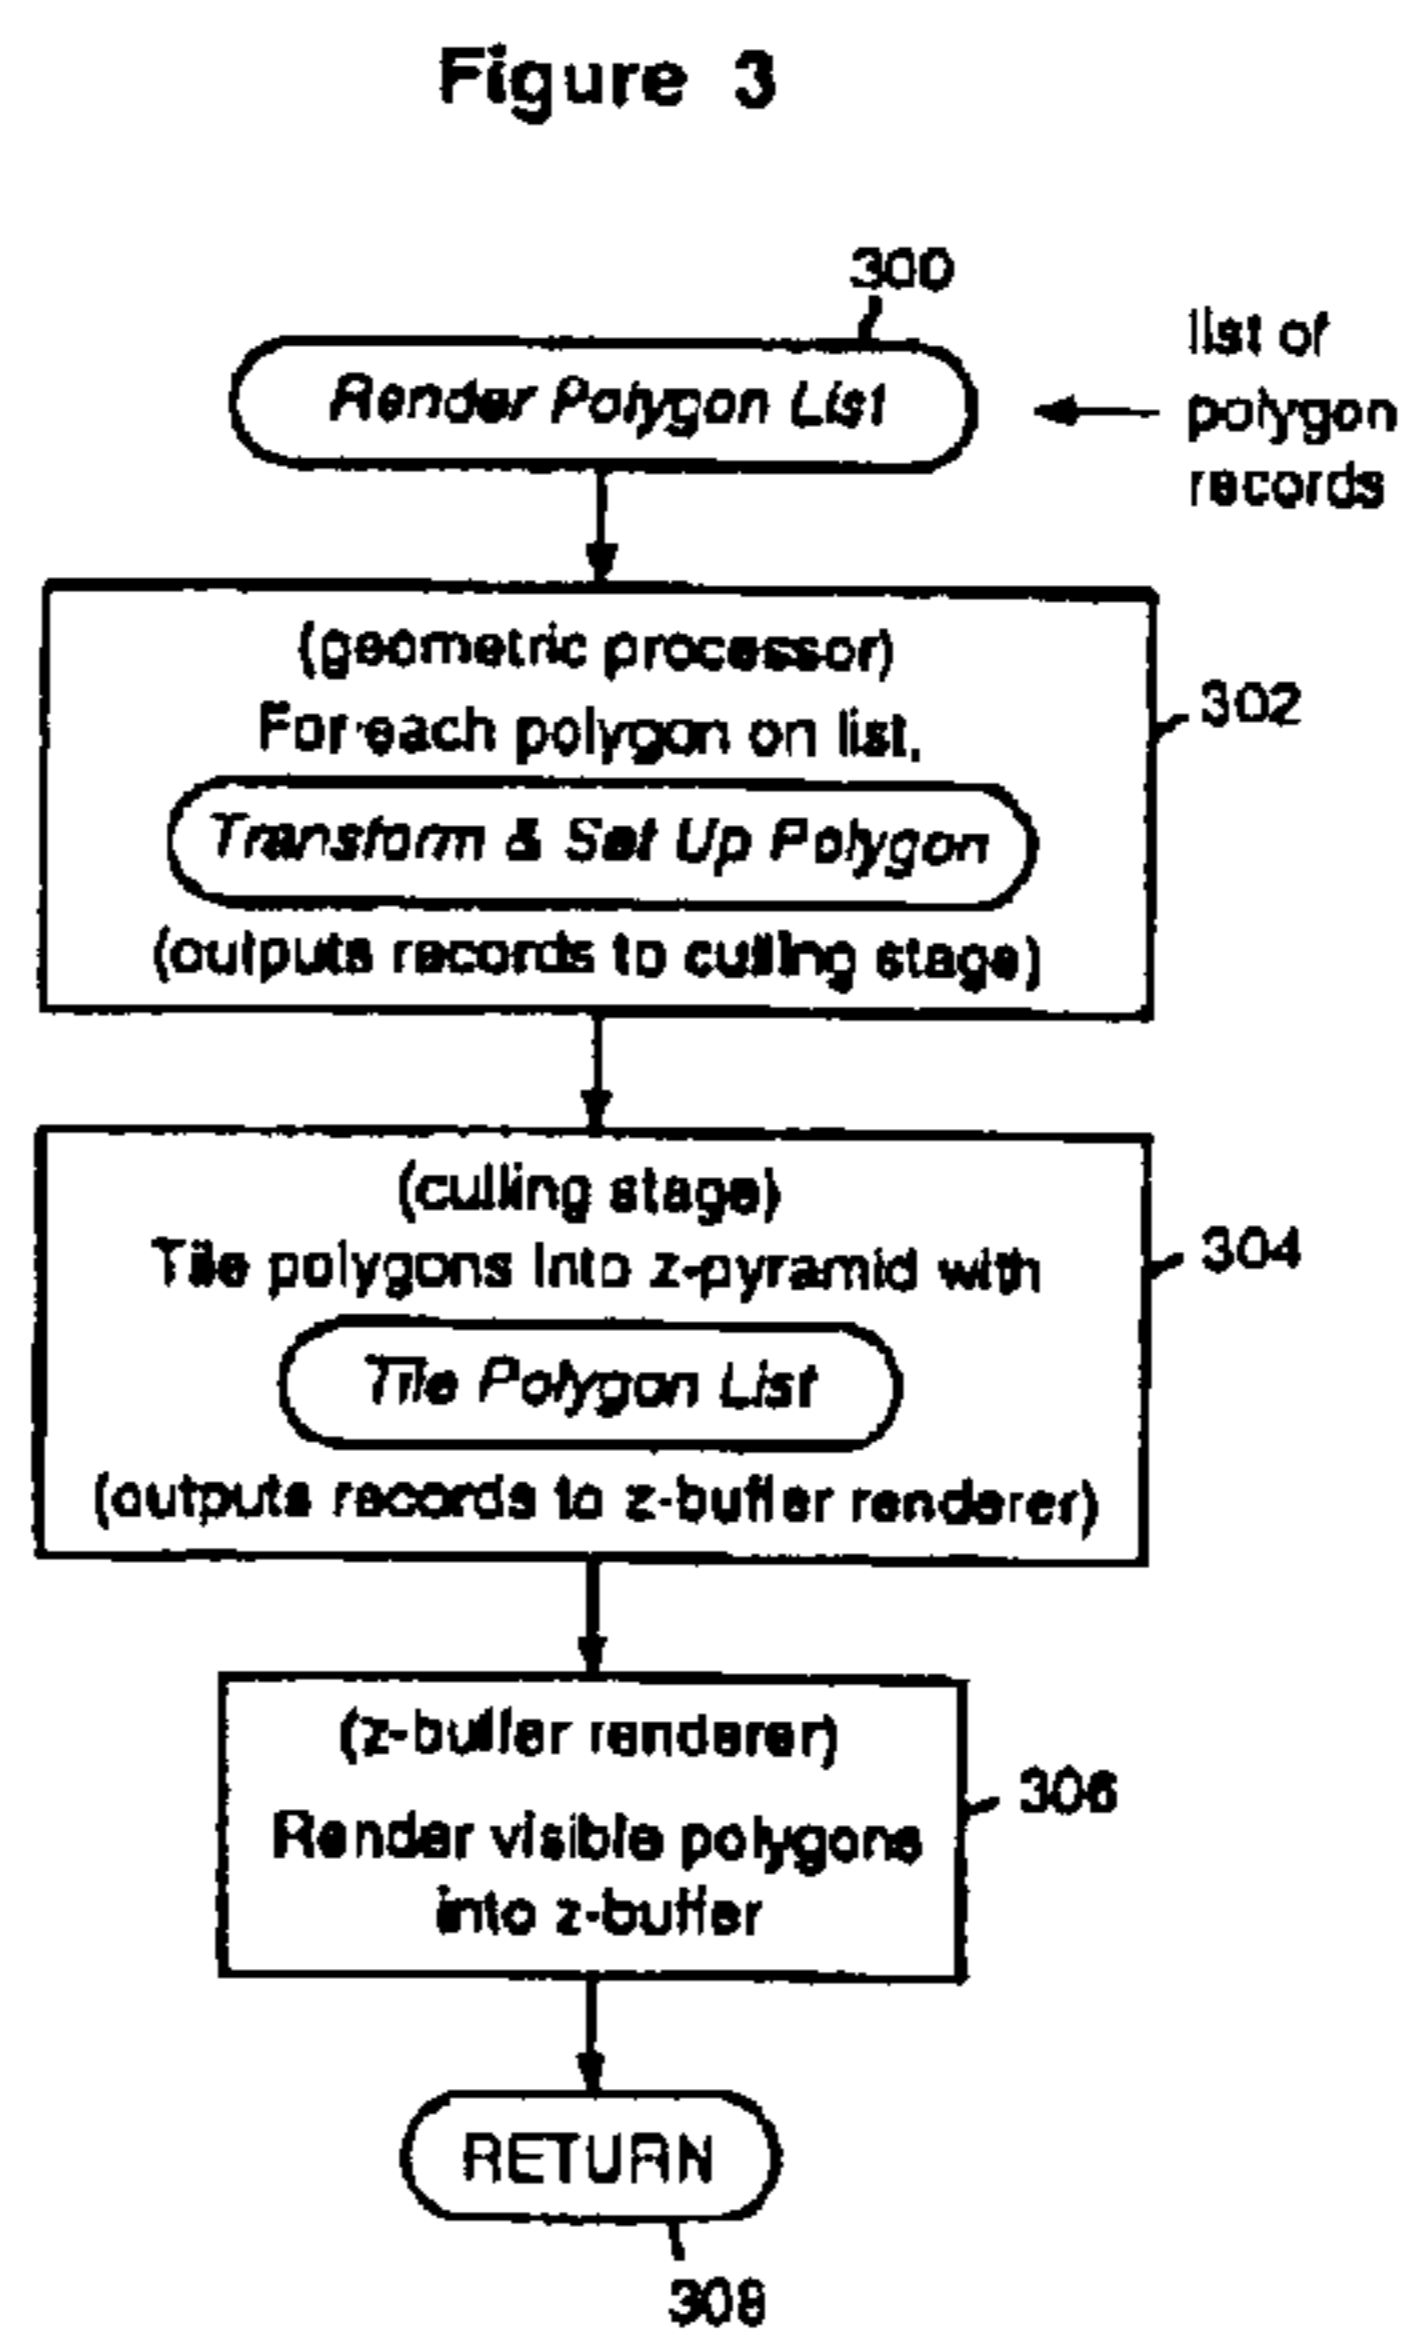 Figure 3
300
Render Polygon List
list of
polygon
records
(geometric processor)
For each polygon on list,
302
Transform & Set Up Polygon
(outputs records to culling stage)
(culling stage)
Tile polygons into z-pyramid with
304
Tile Polygon List
(outputs records to z-buffer renderer)
(z-buffer renderer)
306
Render visible polygons
into z-buffer
RETURN
308